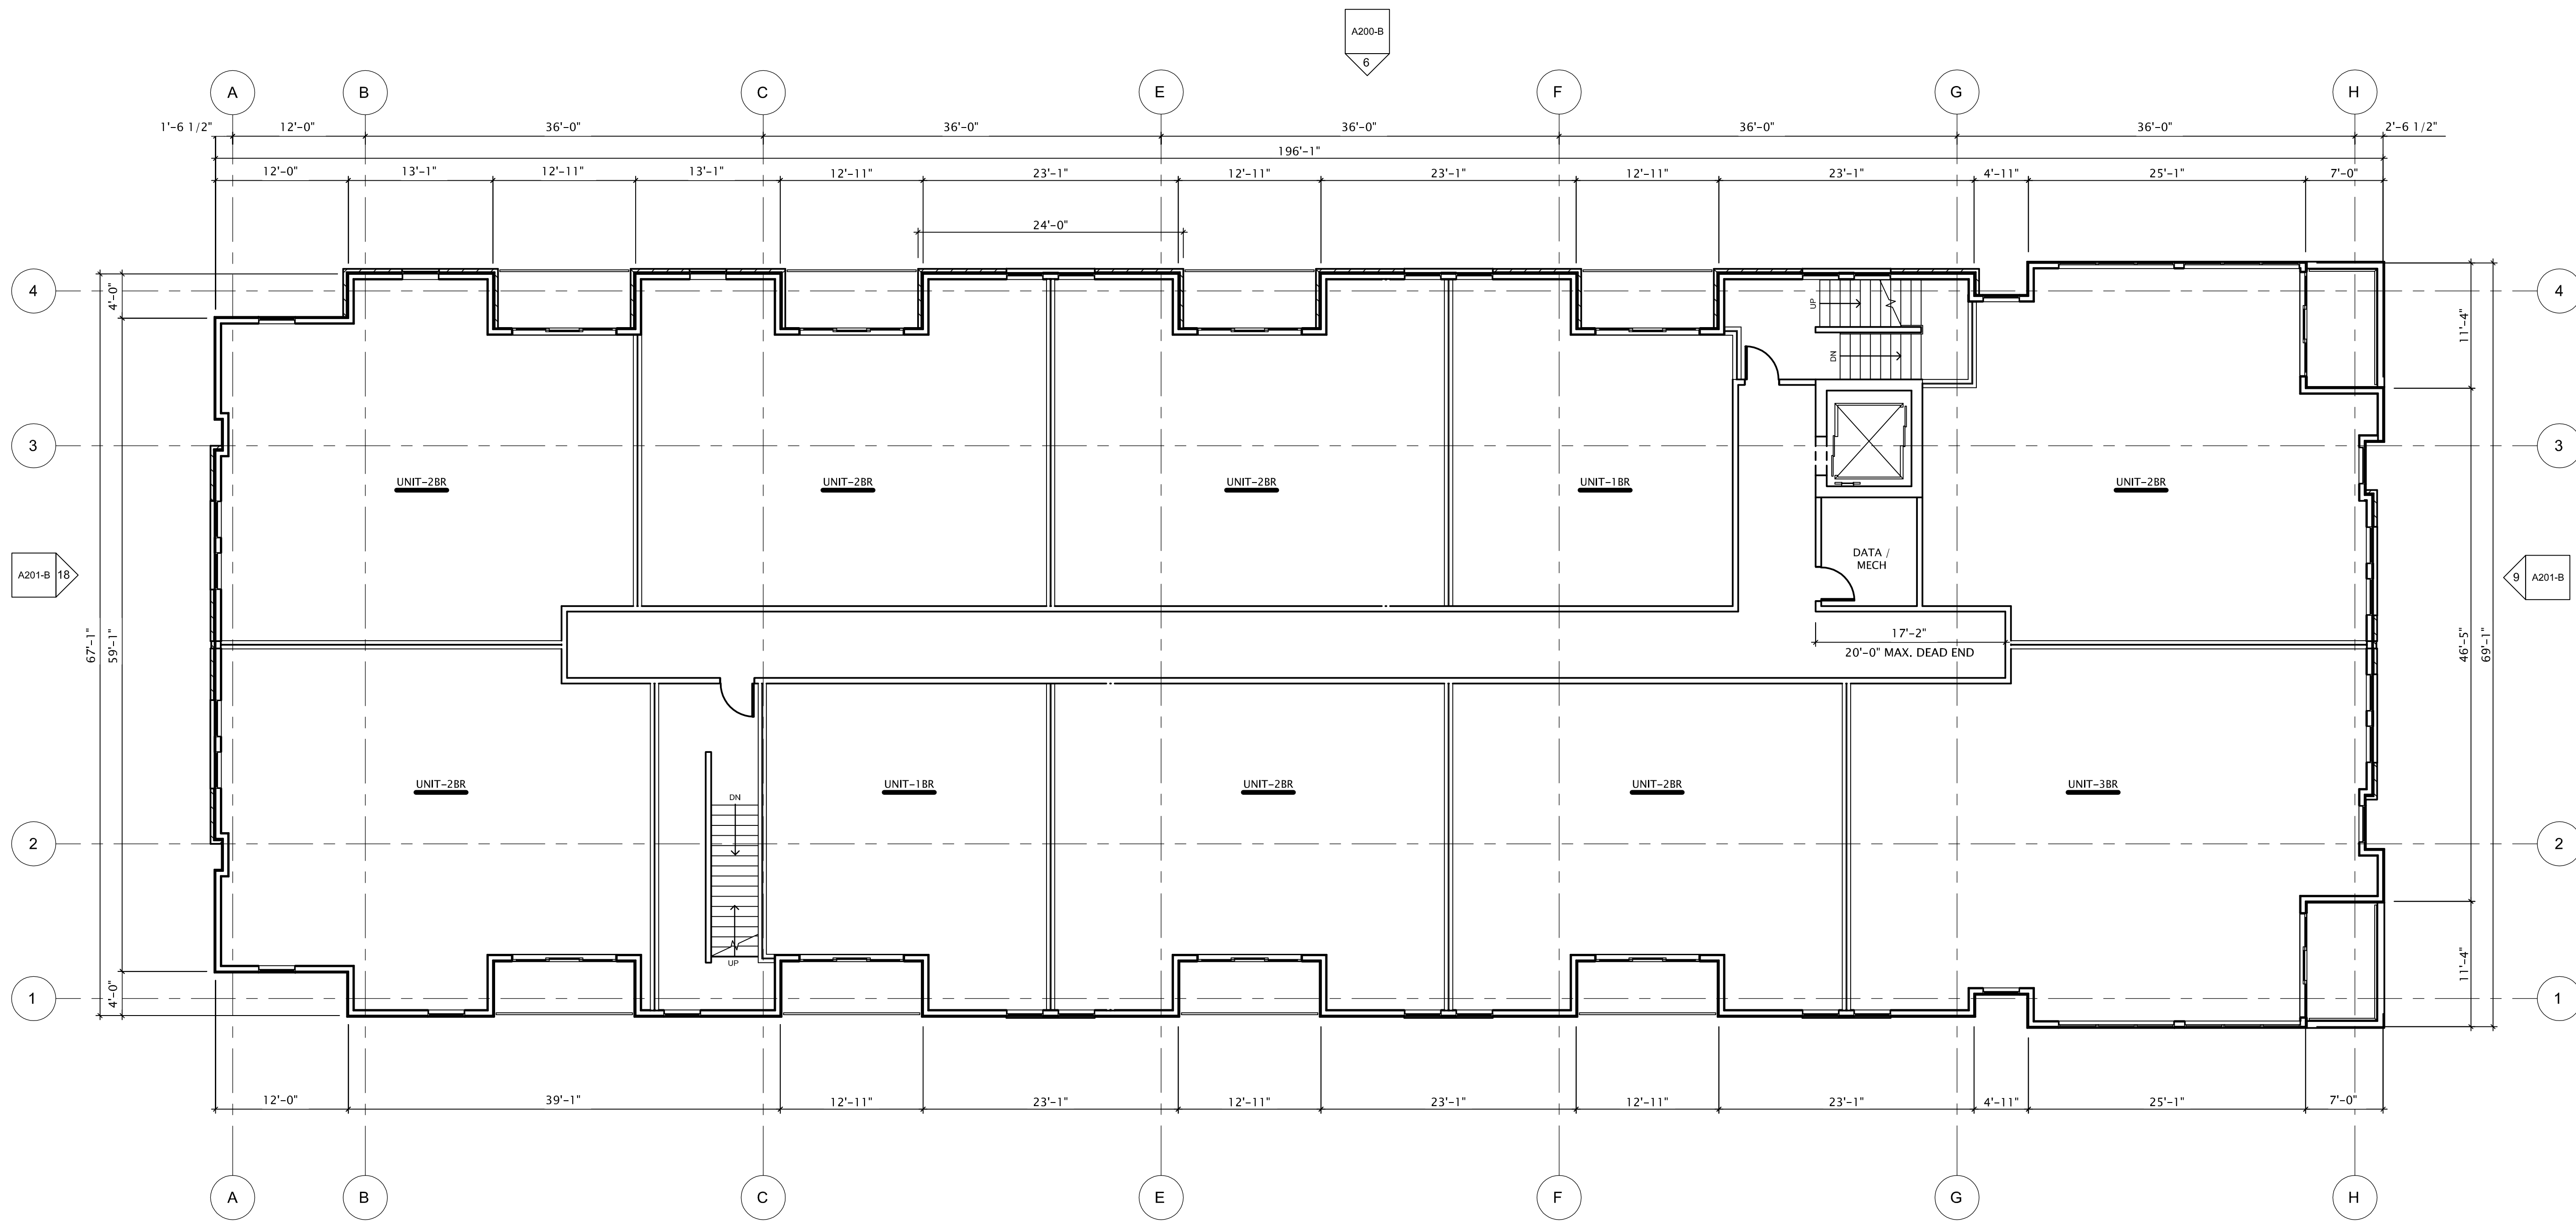 A200-B
6
A B C E F G H
1'-6 1/2" 12'-0" 36'-0" 36'-0" 36'-0" 36'-0" 36'-0" 2'-6 1/2"
196'-1"
12'-0" 13'-1" 12'-11" 13'-1" 12'-11" 23'-1" 12'-11" 23'-1" 12'-11" 23'-1" 4'-11" 25'-1" 7'-0"
24'-0"
4 4
4'-0"
UP
DN
11'-4"
3 3
UNIT-2BR UNIT-2BR UNIT-2BR UNIT-1BR UNIT-2BR
DATA /
MECH
A201-B 18
9 A201-B
67'-1" 59'-1"
17'-2"
20'-0" MAX. DEAD END
46'-5" 69'-1"
UNIT-2BR UNIT-1BR UNIT-2BR UNIT-2BR UNIT-3BR
DN
2 2
UP
4'-0"
11'-4"
1 1
12'-0" 39'-1" 12'-11" 23'-1" 12'-11" 23'-1" 12'-11" 23'-1" 4'-11" 25'-1" 7'-0"
A B C E F G H